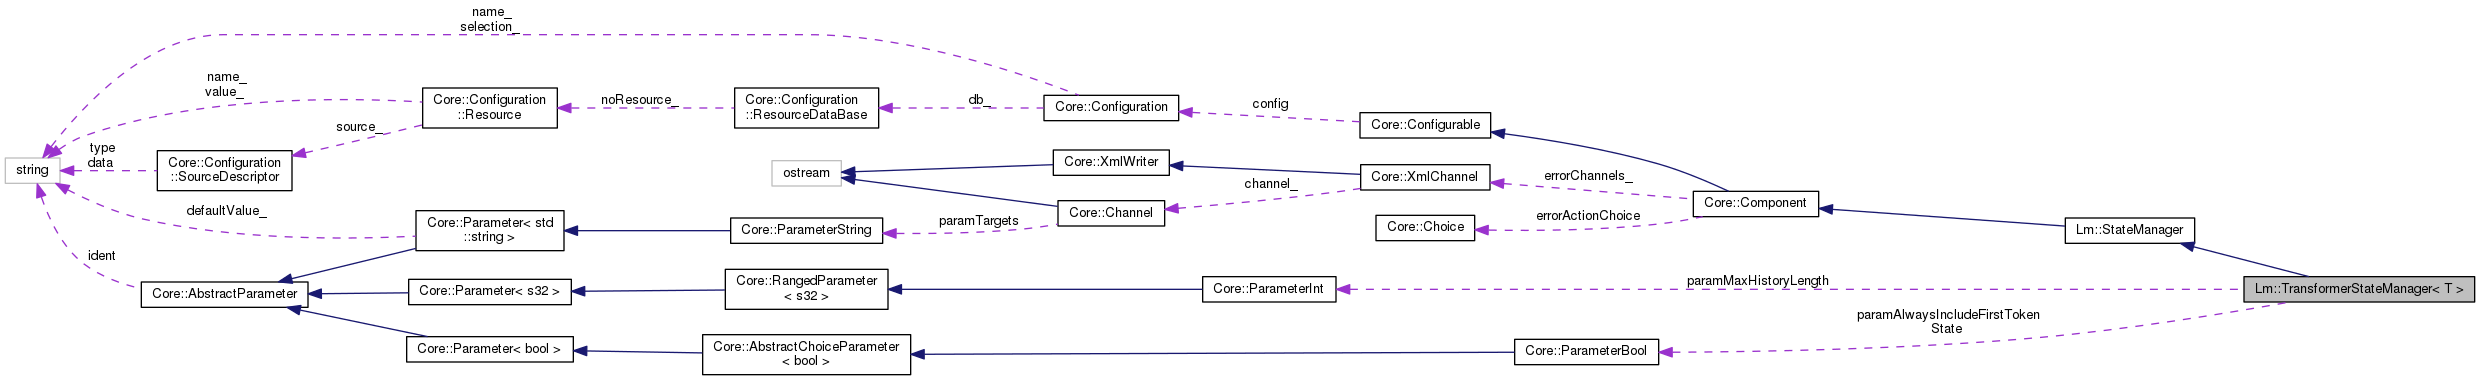 name_
selection_
name_
value_
Core::Configuration
::Resource
noResource_
Core::Configuration
::ResourceDataBase
db_
Core::Configuration
config
Core::Configurable
source_
type
data
string
Core::Configuration
::SourceDescriptor
ostream
Core::XmlWriter
Core::XmlChannel
channel_
errorChannels_
Core::Component
defaultValue_
Core::Parameter< std
::string >
Core::ParameterString
paramTargets
Core::Channel
errorActionChoice
Core::Choice
Lm::StateManager
ident
Core::AbstractParameter
Core::Parameter< s32 >
Core::RangedParameter
< s32 >
Core::ParameterInt
paramMaxHistoryLength
Lm::TransformerStateManager< T >
Core::Parameter< bool >
Core::AbstractChoiceParameter
< bool >
Core::ParameterBool
paramAlwaysIncludeFirstToken
State